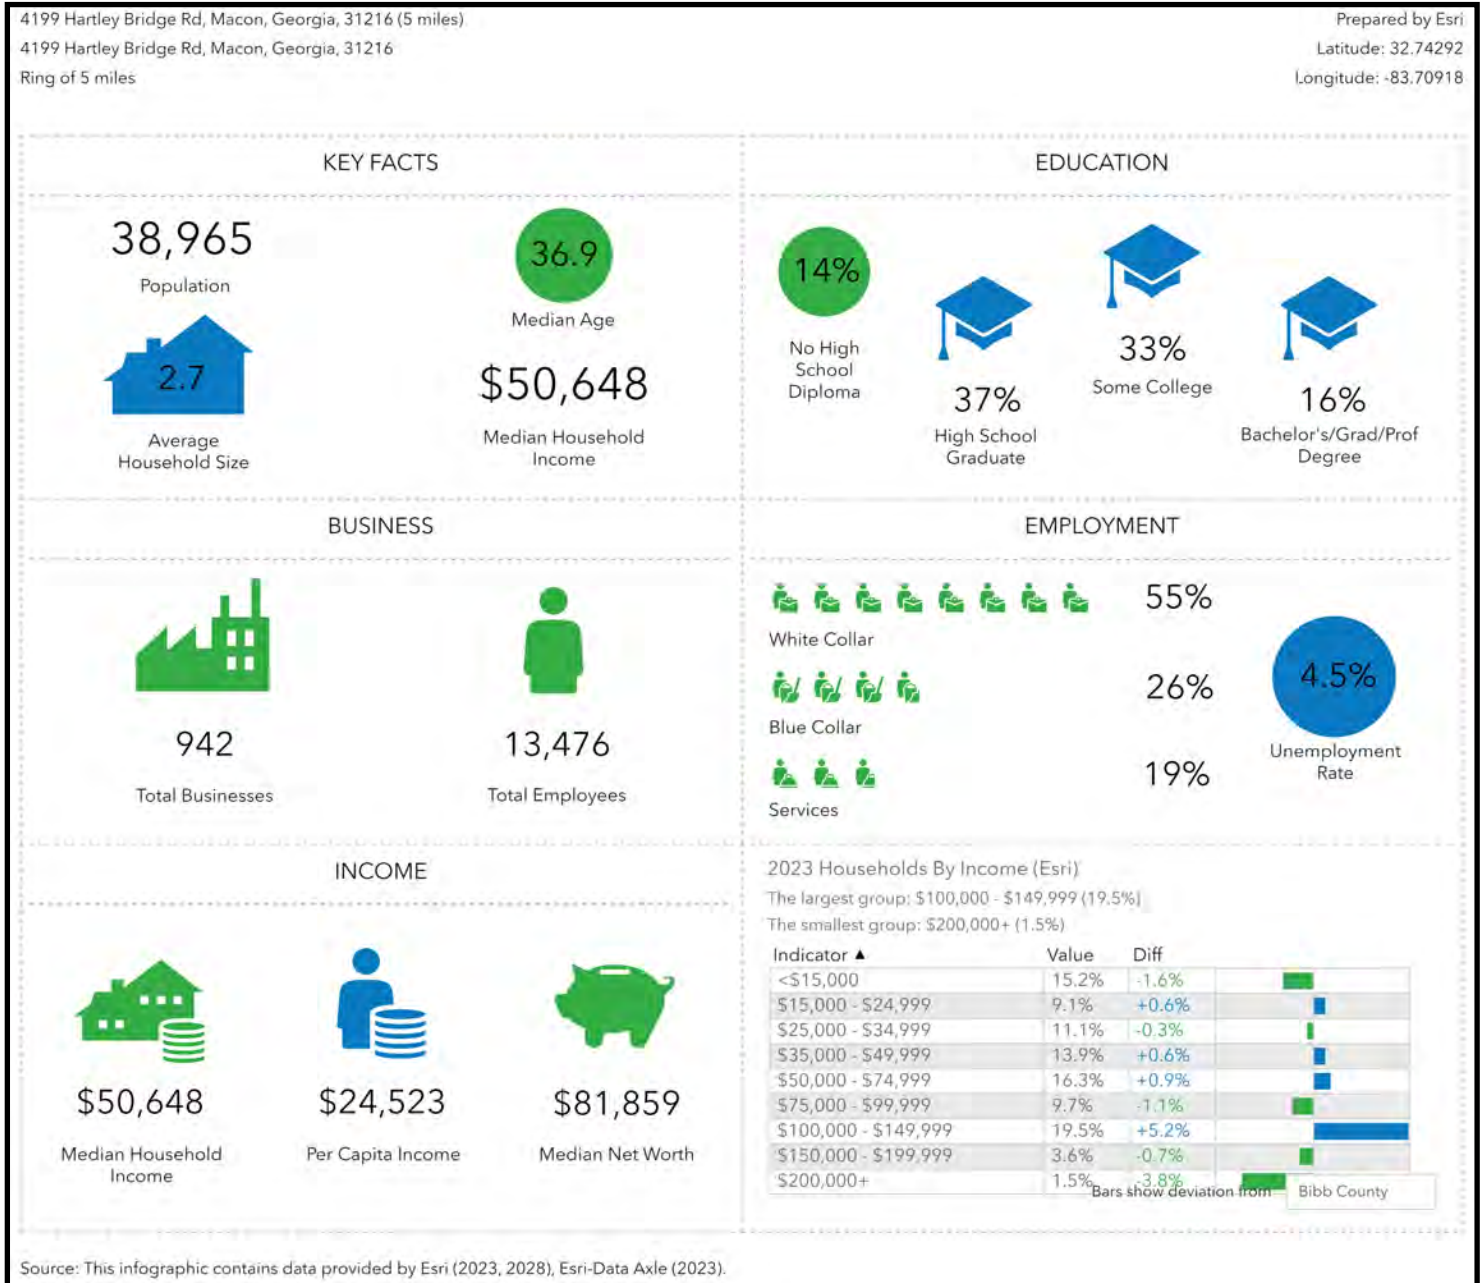 4199 Hartley Bridge Rd, Macon, Georgia, 31216 (5 miles)
4199 Hartley Bridge Rd, Macon, Georgia, 31216
Ring of 5 miles
Prepared by Esri
Latitude: 32.74292
Longitude: -83.70918
KEY FACTS
38,965
Population
36.9
Median Age
2.7
Average
Household Size
$50,648
Median Household
Income
EDUCATION
14%
No High
School
Diploma
37%
High School
Graduate
33%
Some College
16%
Bachelor's/Grad/Prof
Degree
BUSINESS
942
Total Businesses
13,476
Total Employees
EMPLOYMENT
55%
White Collar
26%
Blue Collar
19%
Services
4.5%
Unemployment
Rate
INCOME
$50,648
Median Household
Income
$24,523
Per Capita Income
$81,859
Median Net Worth
2023 Households By Income (Esri)
The largest group: $100,000 - $149,999 (19.5%)
The smallest group: $200,000+ (1.5%)
Indicator ▲ Value Diff
<$15,000 15.2% -1.6%
$15,000 - $24,999 9.1% +0.6%
$25,000 - $34,999 11.1% -0.3%
$35,000 - $49,999 13.9% +0.6%
$50,000 - $74,999 16.3% +0.9%
$75,000 - $99,999 9.7% -1.1%
$100,000 - $149,999 19.5% +5.2%
$150,000 - $199,999 3.6% -0.7%
$200,000+ 1.5% -3.8%
Bars show deviation from Bibb County
Source: This infographic contains data provided by Esri (2023, 2028), Esri-Data Axle (2023).